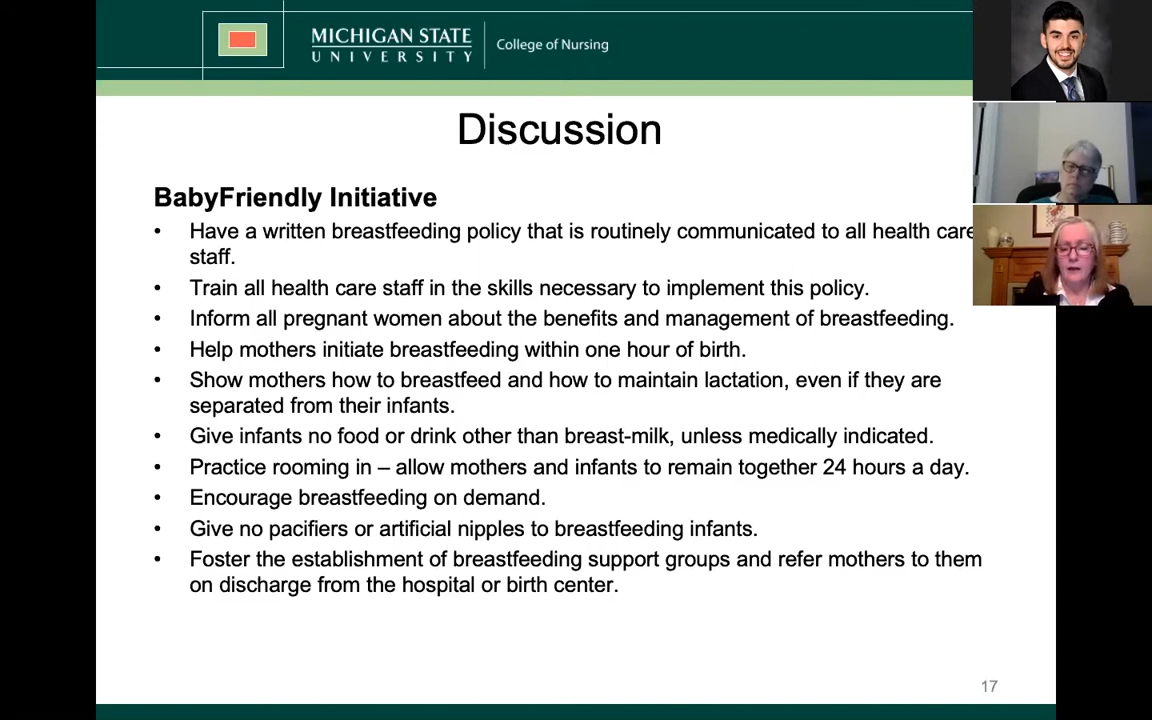 MICHIGAN STATE
UNIVERSITY
College of Nursing
Discussion
BabyFriendly Initiative
• Have a written breastfeeding policy that is routinely communicated to all health care
staff.
• Train all health care staff in the skills necessary to implement this policy.
• Inform all pregnant women about the benefits and management of breastfeeding.
• Help mothers initiate breastfeeding within one hour of birth.
• Show mothers how to breastfeed and how to maintain lactation, even if they are
separated from their infants.
• Give infants no food or drink other than breast-milk, unless medically indicated.
• Practice rooming in – allow mothers and infants to remain together 24 hours a day.
• Encourage breastfeeding on demand.
• Give no pacifiers or artificial nipples to breastfeeding infants.
• Foster the establishment of breastfeeding support groups and refer mothers to them
on discharge from the hospital or birth center.
17